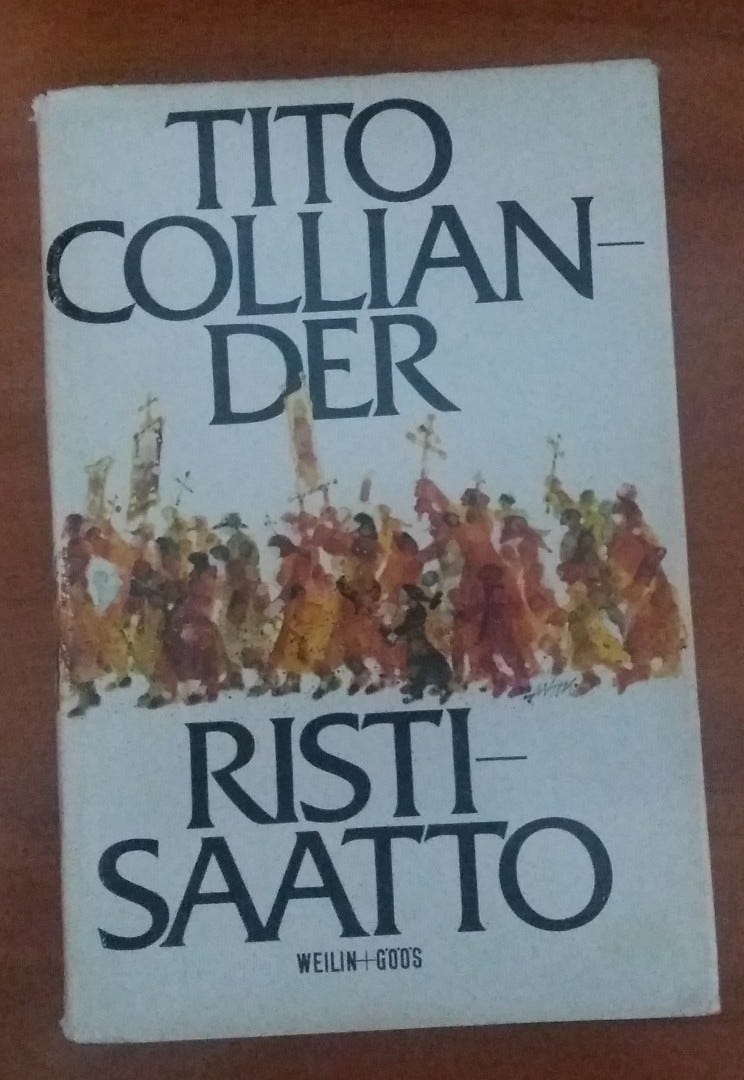 TITO
COLLIAN-
DER
RISTI-
SAATTO
WEILIN+GÖÖS